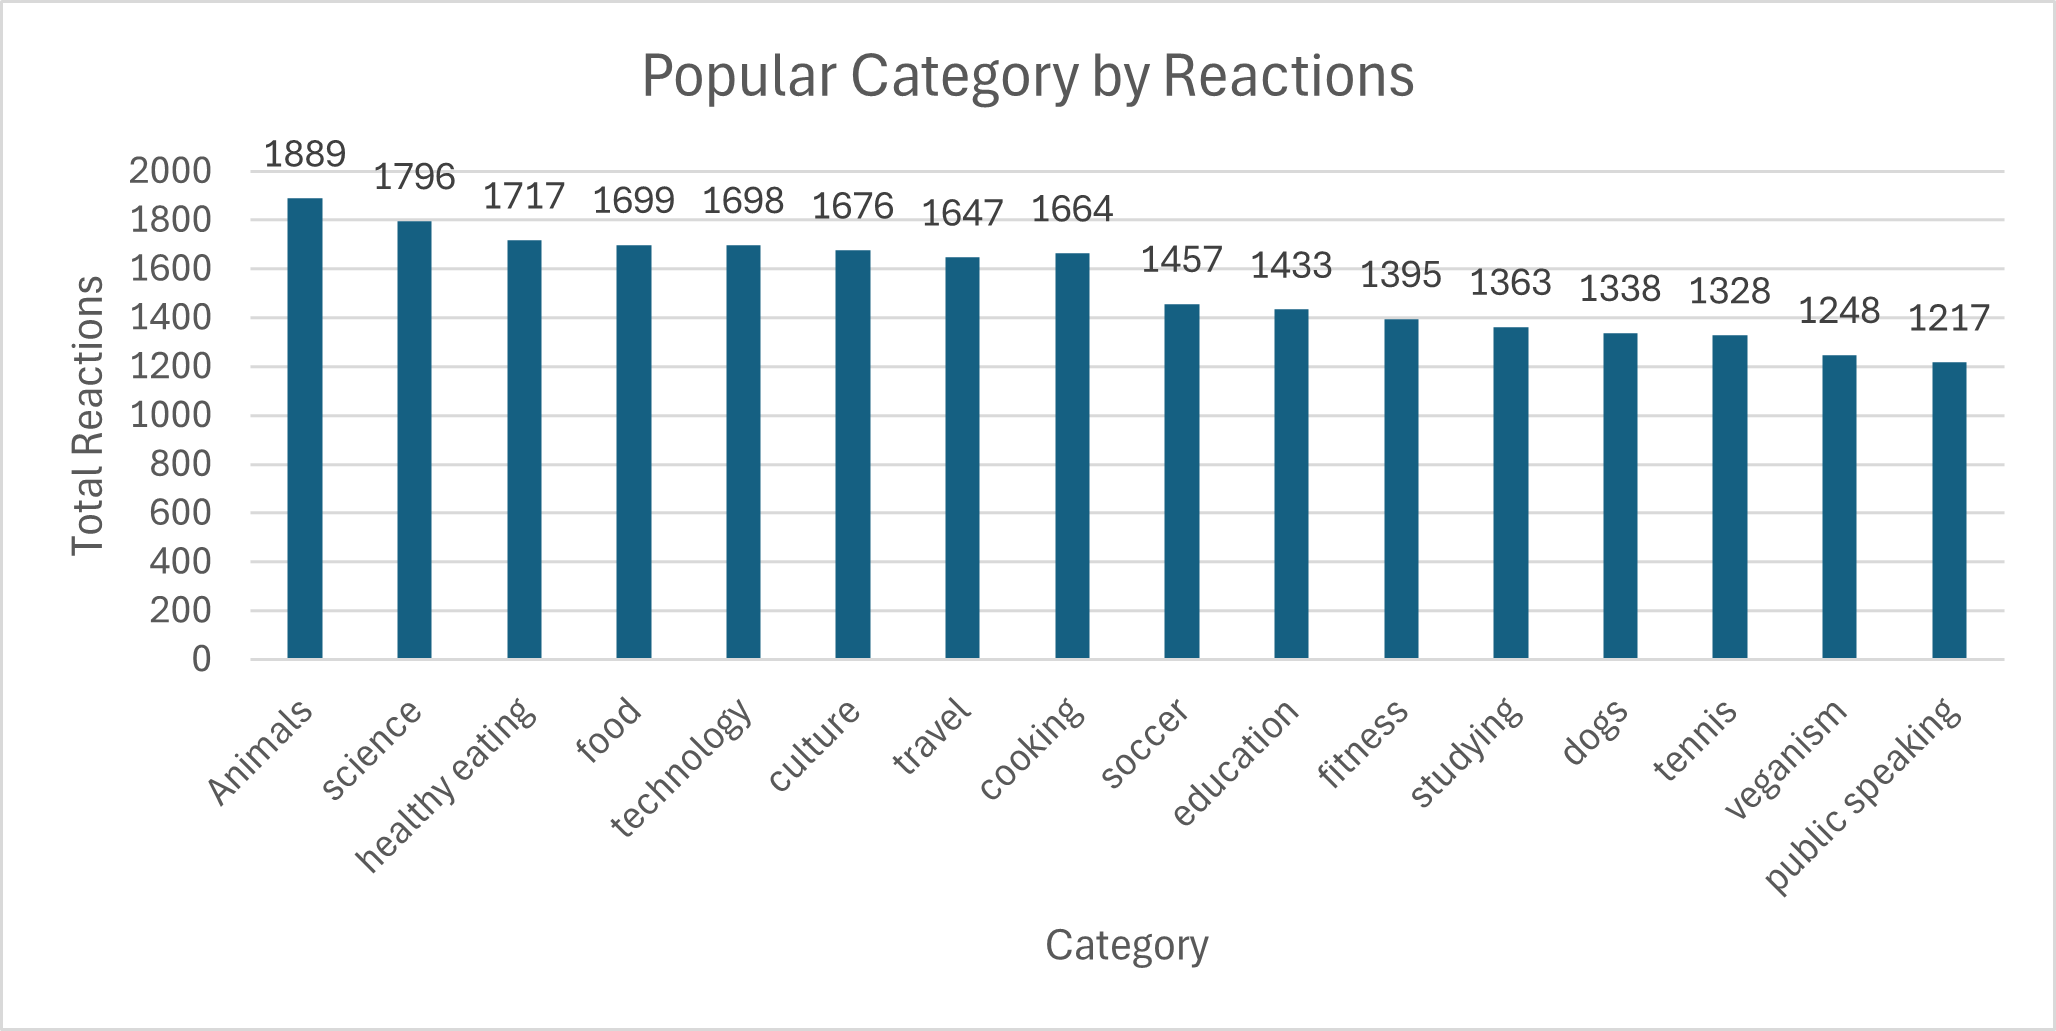 Popular Category by Reactions
Total Reactions
2000
1800
1600
1400
1200
1000
800
600
400
200
0
1889
1796
1717
1699
1698
1676
1647
1664
1457
1433
1395
1363
1338
1328
1248
1217
Animals
science
healthy eating
food
technology
culture
travel
cooking
soccer
education
fitness
studying
dogs
tennis
veganism
public speaking
Category